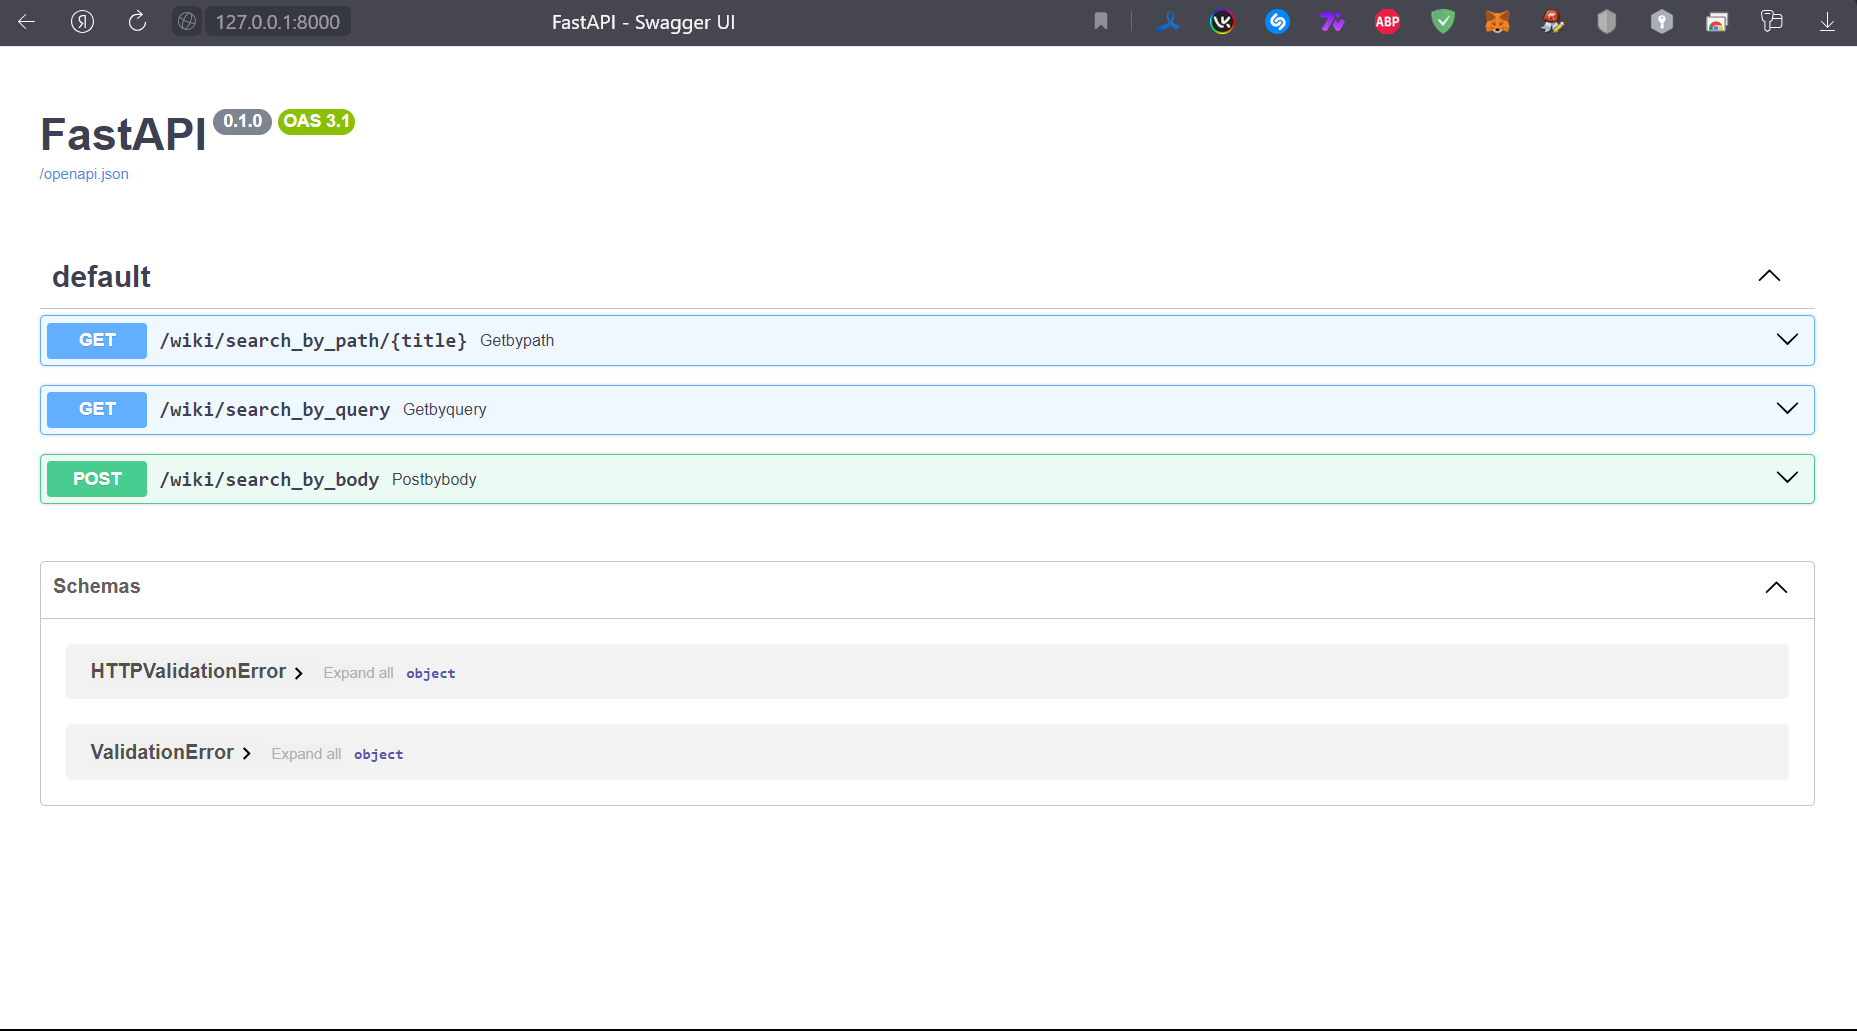 Я 127.0.0.1:8000 FastAPI - Swagger UI VK ABP
FastAPI 0.1.0 OAS 3.1
/openapi.json
default
GET /wiki/search_by_path/{title} Getbypath
GET /wiki/search_by_query Getbyquery
POST /wiki/search_by_body Postbybody
Schemas
HTTPValidationError Expand all object
ValidationError Expand all object